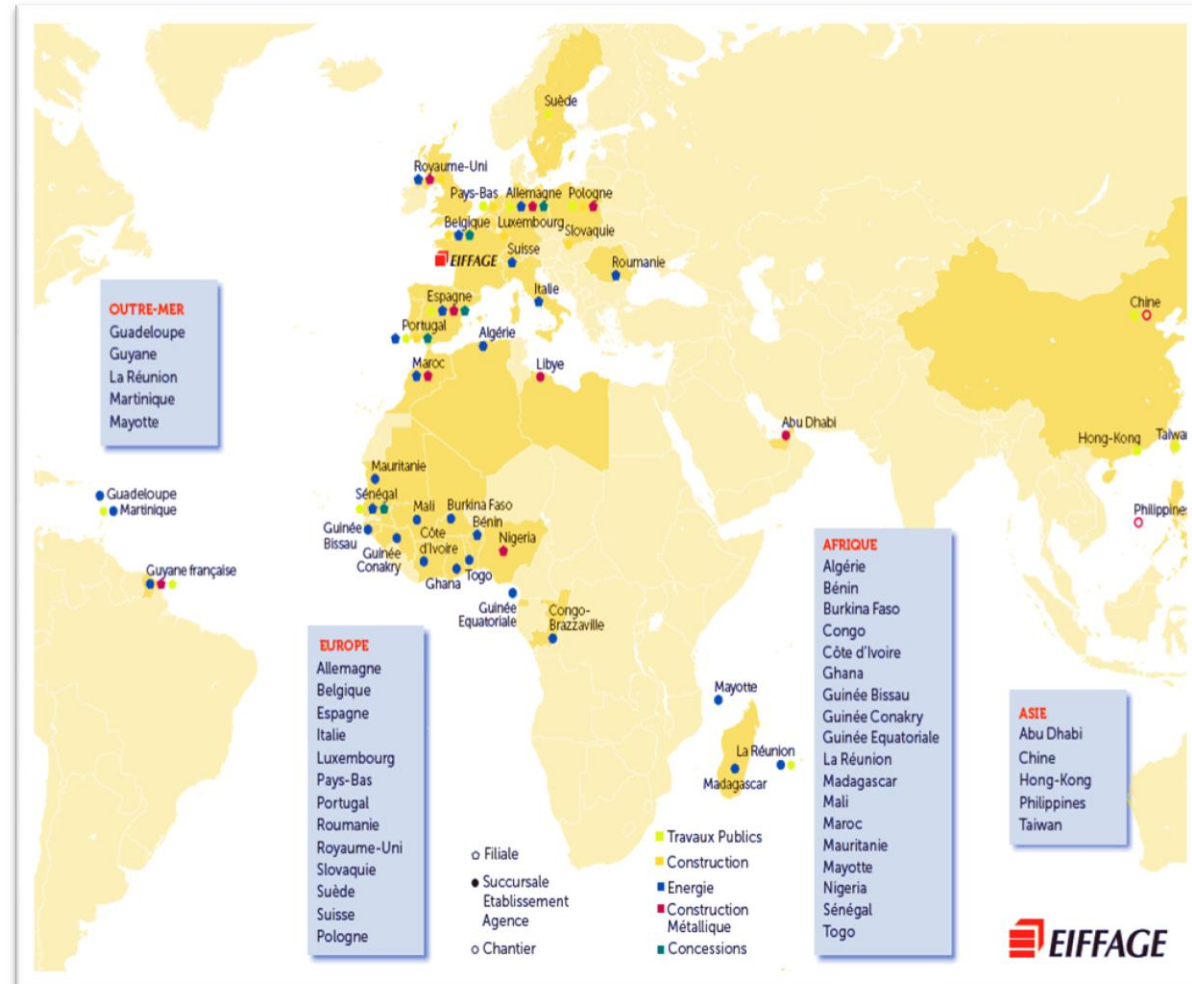 Suède
Royaume-Uni
Pays-Bas
Allemagne
Pologne
Belgique
Luxembourg
Slovaquie
EIFFAGE
Suisse
Roumanie
Italie
Espagne
Portugal
Algérie
Maroc
Libye
Chine
Abu Dhabi
Hong-Kong
Taiwan
Philippines
OUTRE-MER
Guadeloupe
Guyane
La Réunion
Martinique
Mayotte
Guadeloupe
Martinique
Guyane française
Mauritanie
Sénégal
Mali
Burkina Faso
Bénin
Guinée
Bissau
Côte
d'Ivoire
Nigeria
Guinée
Conakry
Ghana
Togo
Guinée
Equatoriale
Congo-
Brazzaville
Mayotte
La Réunion
Madagascar
EUROPE
Allemagne
Belgique
Espagne
Italie
Luxembourg
Pays-Bas
Portugal
Roumanie
Royaume-Uni
Slovaquie
Suède
Suisse
Pologne
Filiale
Succursale
Etablissement
Agence
Chantier
Travaux Publics
Construction
Energie
Construction
Métallique
Concessions
AFRIQUE
Algérie
Bénin
Burkina Faso
Congo
Côte d'Ivoire
Ghana
Guinée Bissau
Guinée Conakry
Guinée Equatoriale
La Réunion
Madagascar
Mali
Maroc
Mauritanie
Mayotte
Nigeria
Sénégal
Togo
ASIE
Abu Dhabi
Chine
Hong-Kong
Philippines
Taiwan
EIFFAGE